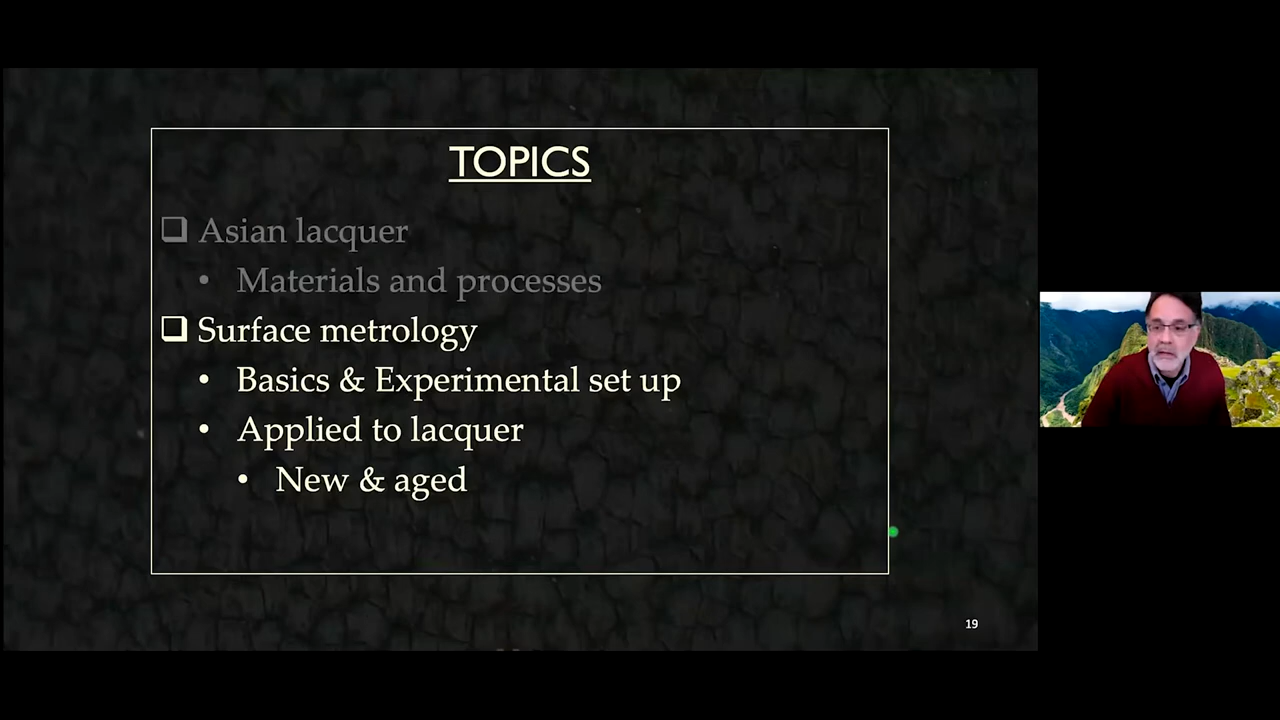 TOPICS
❑ Asian lacquer
• Materials and processes
❑ Surface metrology
• Basics & Experimental set up
• Applied to lacquer
• New & aged
19